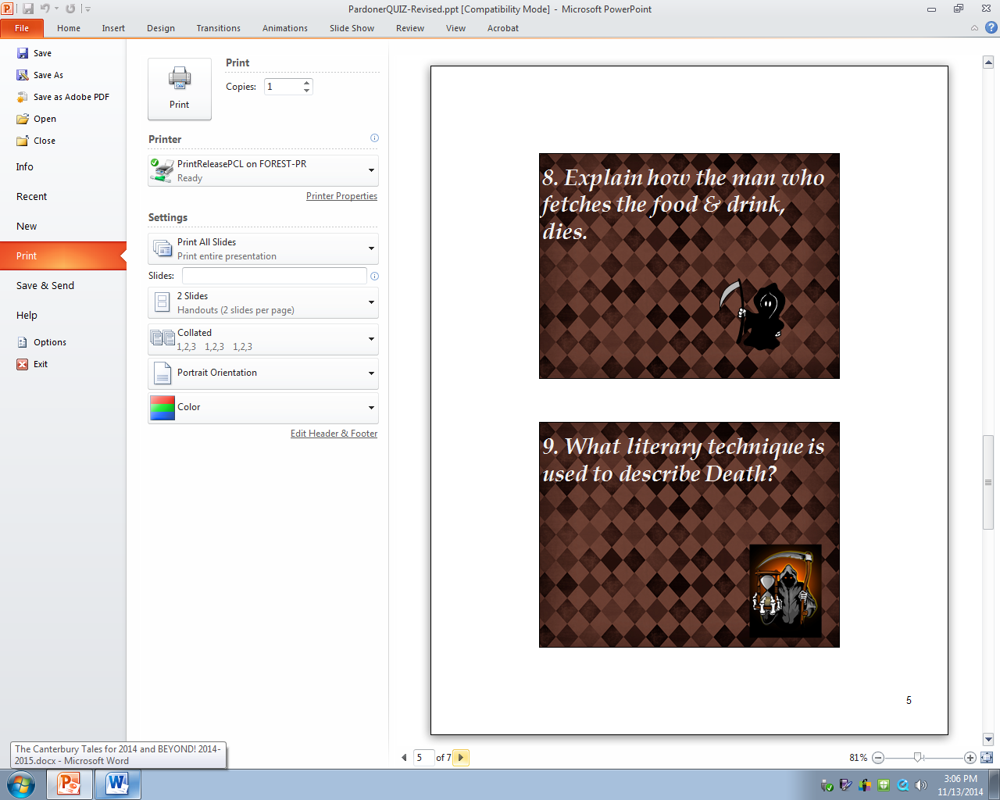 PardonerQUIZ-Revised.ppt [Compatibility Mode] - Microsoft PowerPoint
File Home Insert Design Transitions Animations Slide Show Review View Acrobat
Save
Save As
Save as Adobe PDF
Open
Close
Info
Recent
New
Print
Save & Send
Help
Options
Exit
Print
Print
Copies: 1
Printer
PrintReleasePCL on FOREST-PR
Ready
Printer Properties
Settings
Print All Slides
Print entire presentation
Slides:
2 Slides
Handouts (2 slides per page)
Collated
1,2,3 1,2,3 1,2,3
Portrait Orientation
Color
Edit Header & Footer
8. Explain how the man who
fetches the food & drink,
dies.
9. What literary technique is
used to describe Death?
5
5 of 7
81%
The Canterbury Tales for 2014 and BEYOND! 2014-
2015.docx - Microsoft Word
3:06 PM
11/13/2014